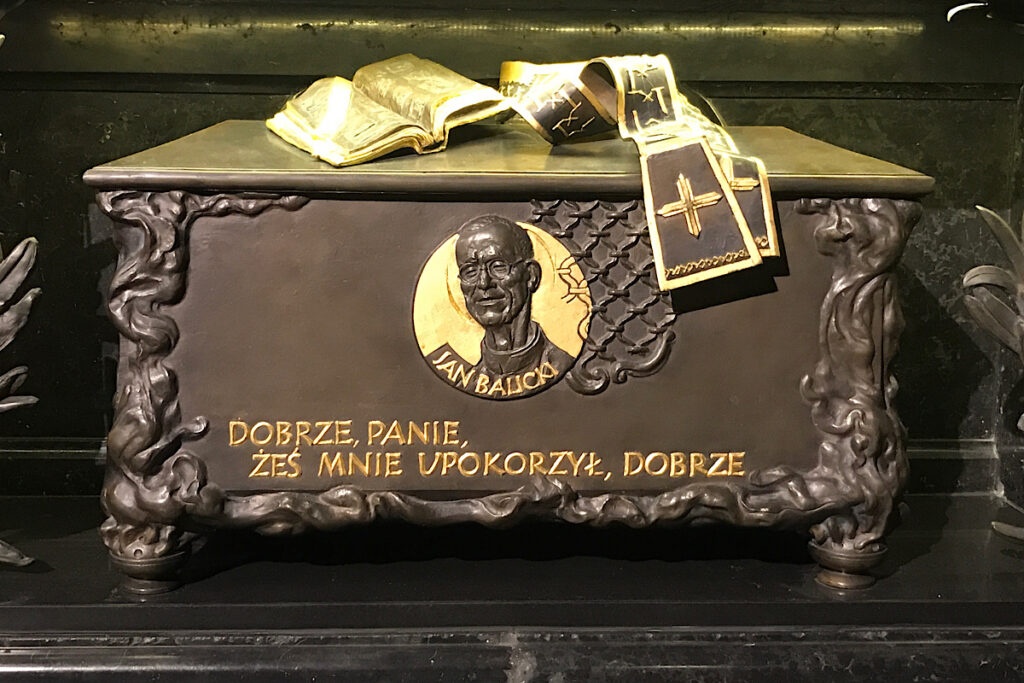 JAN BALICKI
DOBRZE, PANIE,
ŻEŚ MNIE UPOKORZYŁ, DOBRZE